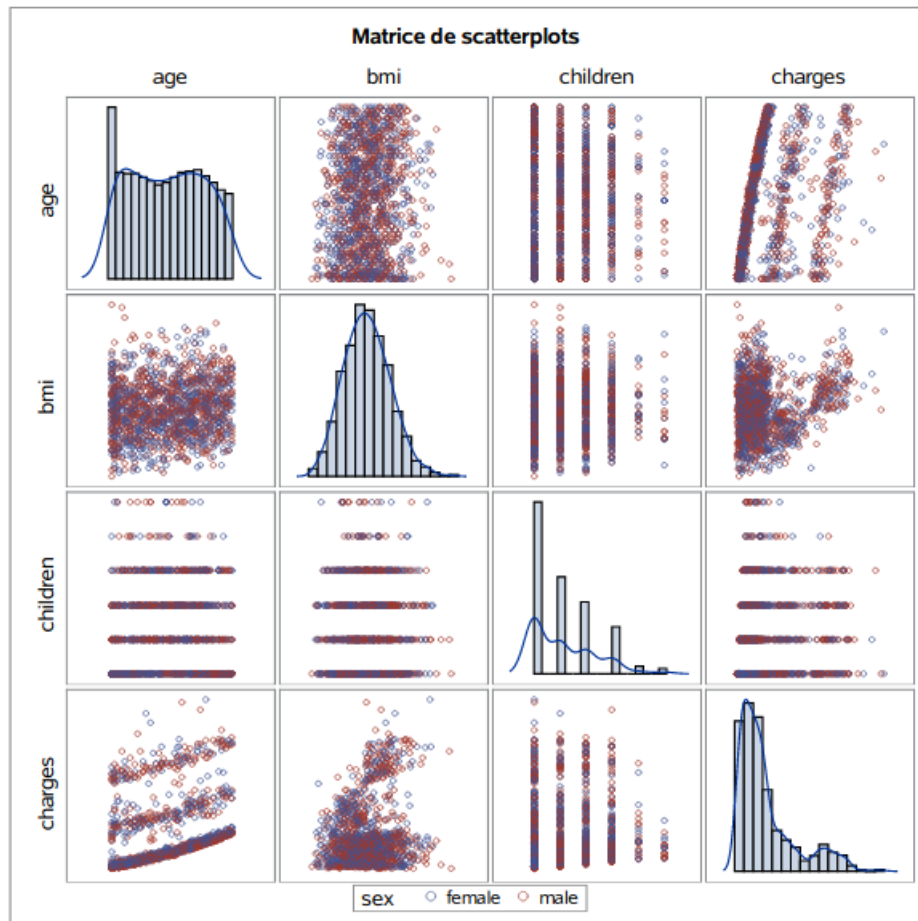 Matrice de scatterplots
age bmi children charges
age
bmi
children
charges
sex female male